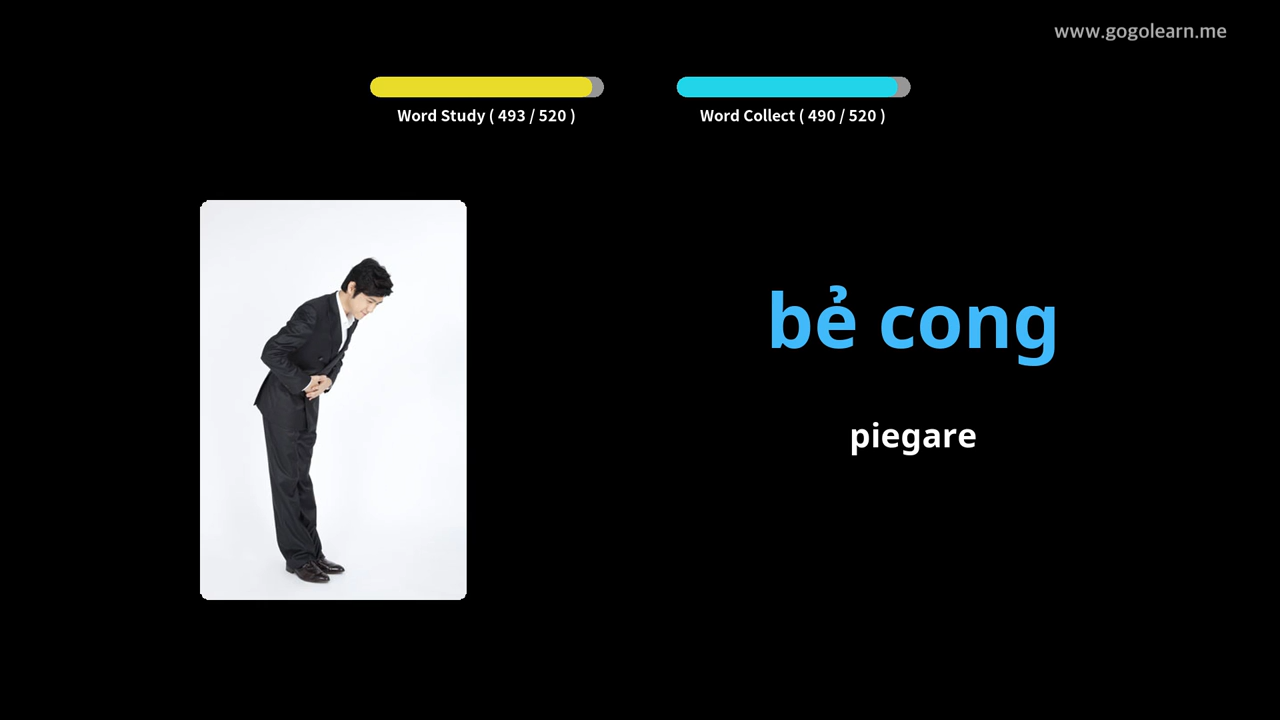 www.gogolearn.me
Word Study ( 493 / 520 )
Word Collect ( 490 / 520 )
bẻ cong
piegare